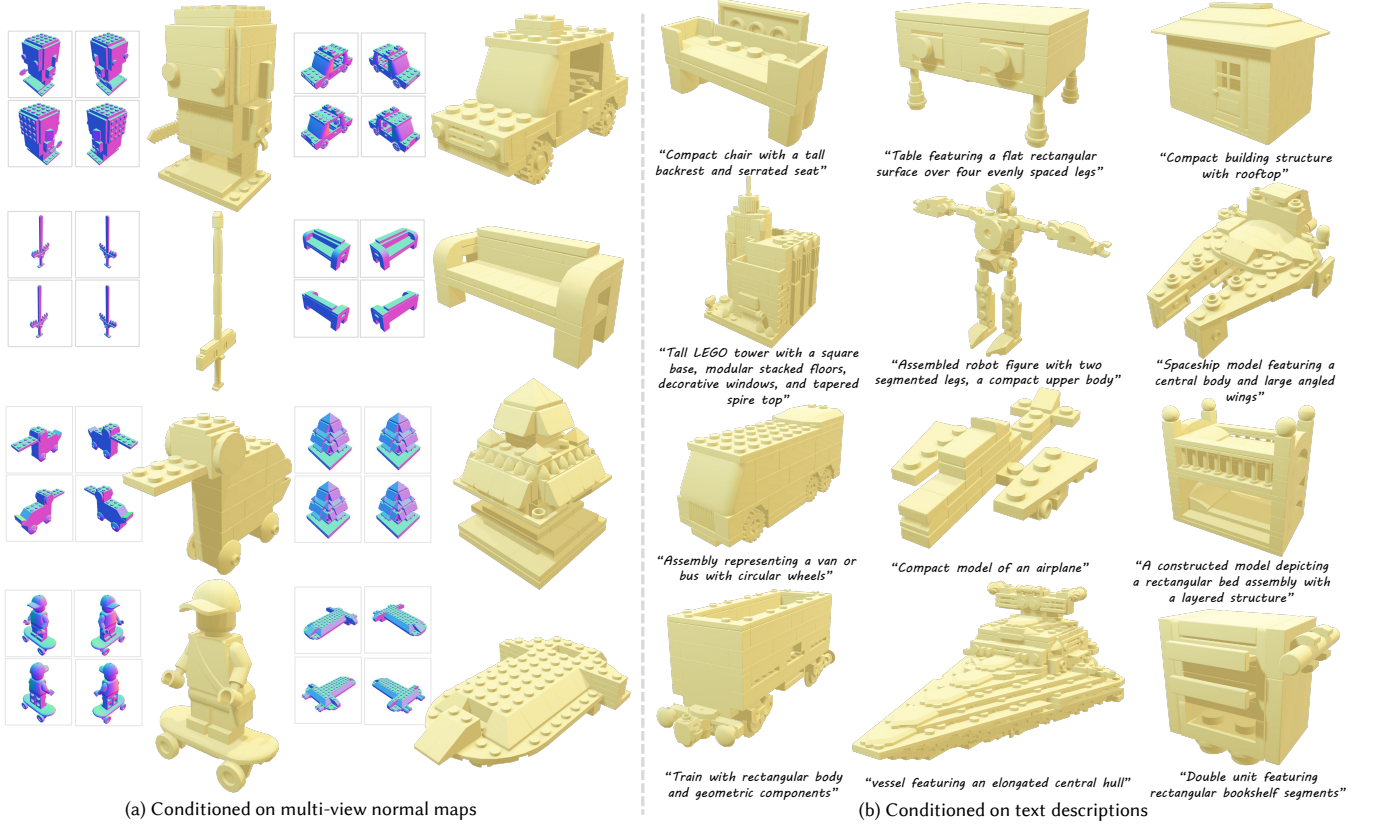 “Compact chair with a tall
backrest and serrated seat”
“Table featuring a flat rectangular
surface over four evenly spaced legs”
“Compact building structure
with rooftop”
“Tall LEGO tower with a square
base, modular stacked floors,
decorative windows, and tapered
spire top”
“Assembled robot figure with two
segmented legs, a compact upper body”
“Spaceship model featuring a
central body and large angled
wings”
“Assembly representing a van or
bus with circular wheels”
“Compact model of an airplane”
“A constructed model depicting
a rectangular bed assembly with
a layered structure”
“Train with rectangular body
and geometric components”
“vessel featuring an elongated central hull”
“Double unit featuring
rectangular bookshelf segments”
(a) Conditioned on multi-view normal maps
(b) Conditioned on text descriptions